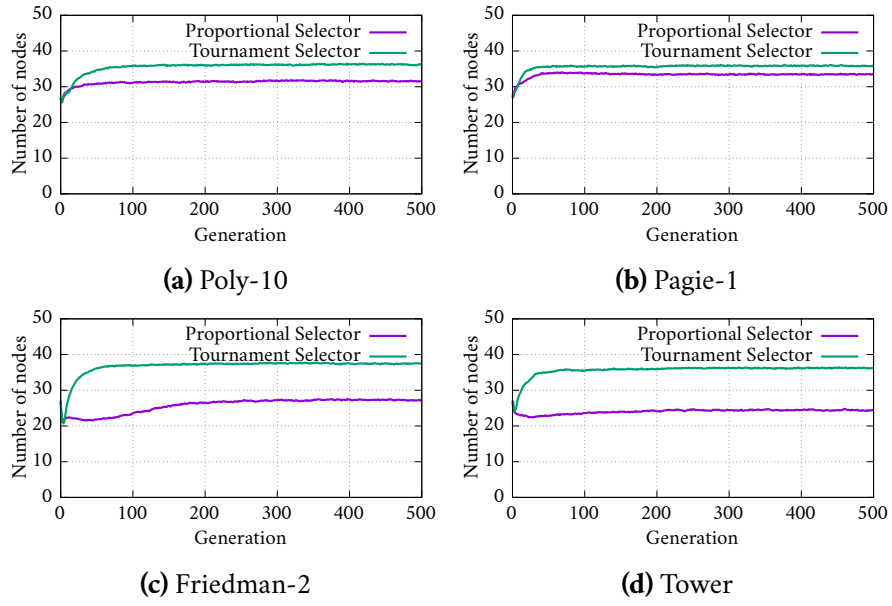 50
40
30
20
10
0
Number of nodes
Proportional Selector
Tournament Selector
0 100 200 300 400 500
Generation
(a) Poly-10
50
40
30
20
10
0
Number of nodes
Proportional Selector
Tournament Selector
0 100 200 300 400 500
Generation
(b) Pagie-1
50
40
30
20
10
0
Number of nodes
Proportional Selector
Tournament Selector
0 100 200 300 400 500
Generation
(c) Friedman-2
50
40
30
20
10
0
Number of nodes
Proportional Selector
Tournament Selector
0 100 200 300 400 500
Generation
(d) Tower